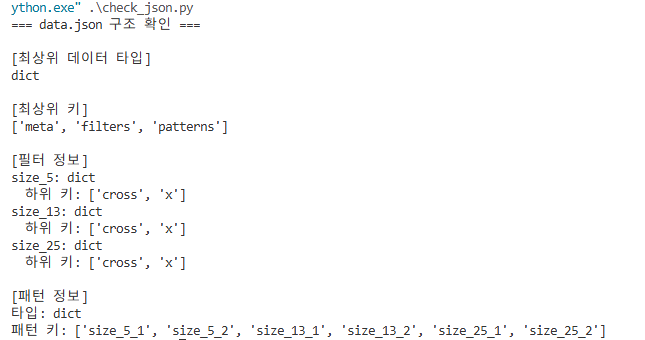 ython.exe" .\check_json.py
=== data.json 구조 확인 ===
[최상위 데이터 타입]
dict
[최상위 키]
['meta', 'filters', 'patterns']
[필터 정보]
size_5: dict
  하위 키: ['cross', 'x']
size_13: dict
  하위 키: ['cross', 'x']
size_25: dict
  하위 키: ['cross', 'x']
[패턴 정보]
타입: dict
패턴 키: ['size_5_1', 'size_5_2', 'size_13_1', 'size_13_2', 'size_25_1', 'size_25_2']